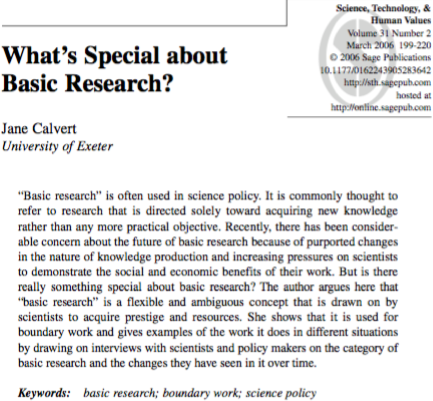 Science, Technology, &
Human Values
Volume 31 Number 2
March 2006 199-220
© 2006 Sage Publications
10.1177/0162243905283642
http://sth.sagepub.com
hosted at
http://online.sagepub.com
What's Special about
Basic Research?
Jane Calvert
University of Exeter
“Basic research” is often used in science policy. It is commonly thought to
refer to research that is directed solely toward acquiring new knowledge
rather than any more practical objective. Recently, there has been consider-
able concern about the future of basic research because of purported changes
in the nature of knowledge production and increasing pressures on scientists
to demonstrate the social and economic benefits of their work. But is there
really something special about basic research? The author argues here that
“basic research” is a flexible and ambiguous concept that is drawn on by
scientists to acquire prestige and resources. She shows that it is used for
boundary work and gives examples of the work it does in different situations
by drawing on interviews with scientists and policy makers on the category of
basic research and the changes they have seen in it over time.
Keywords: basic research; boundary work; science policy